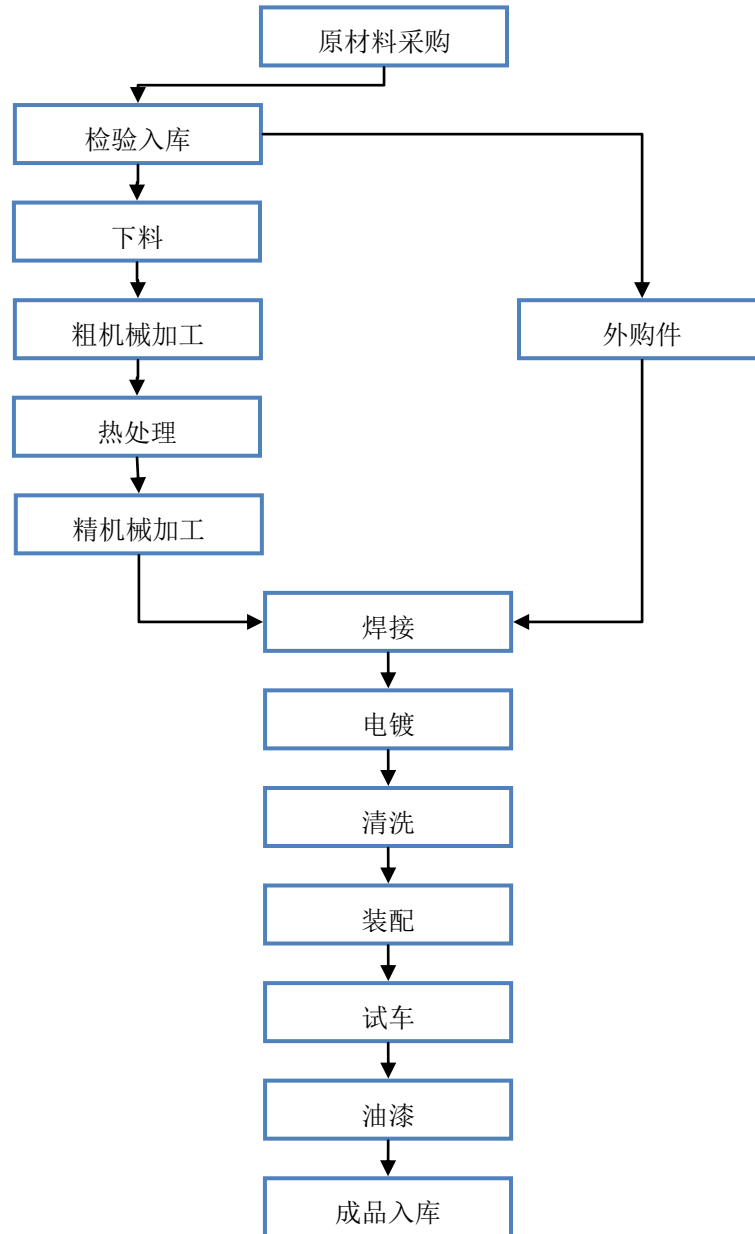 原材料采购
检验入库
下料
粗机械加工
外购件
热处理
精机械加工
焊接
电镀
清洗
装配
试车
油漆
成品入库